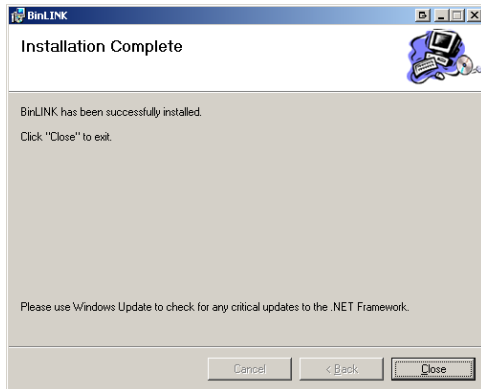 BinLINK
Installation Complete
BinLINK has been successfully installed.
Click "Close" to exit.
Please use Windows Update to check for any critical updates to the .NET Framework.
Cancel
< Back
Close